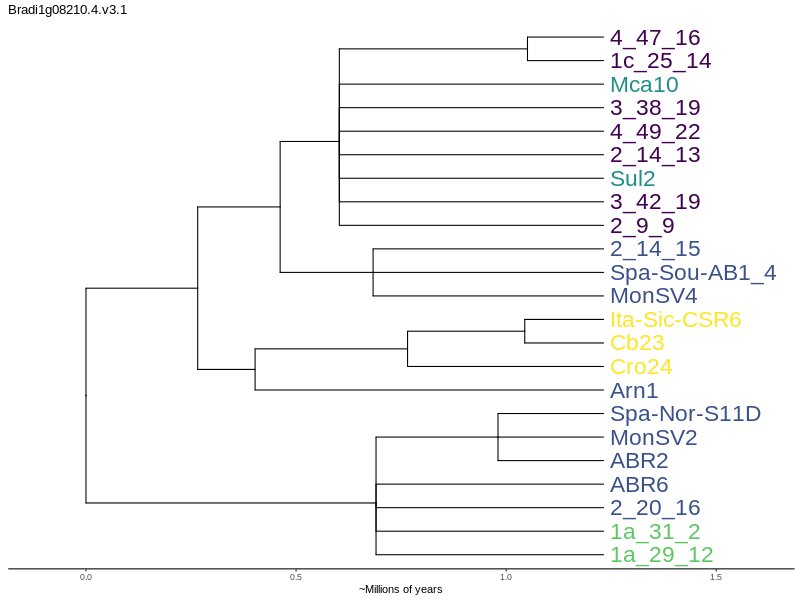 Bradi1g08210.4.v3.1
4_47_16
1c_25_14
Mca10
3_38_19
4_49_22
2_14_13
Sul2
3_42_19
2_9_9
2_14_15
Spa-Sou-AB1_4
MonSV4
Ita-Sic-CSR6
Cb23
Cro24
Arn1
Spa-Nor-S11D
MonSV2
ABR2
ABR6
2_20_16
1a_31_2
1a_29_12
0.0 0.5 1.0 1.5
~Millions of years